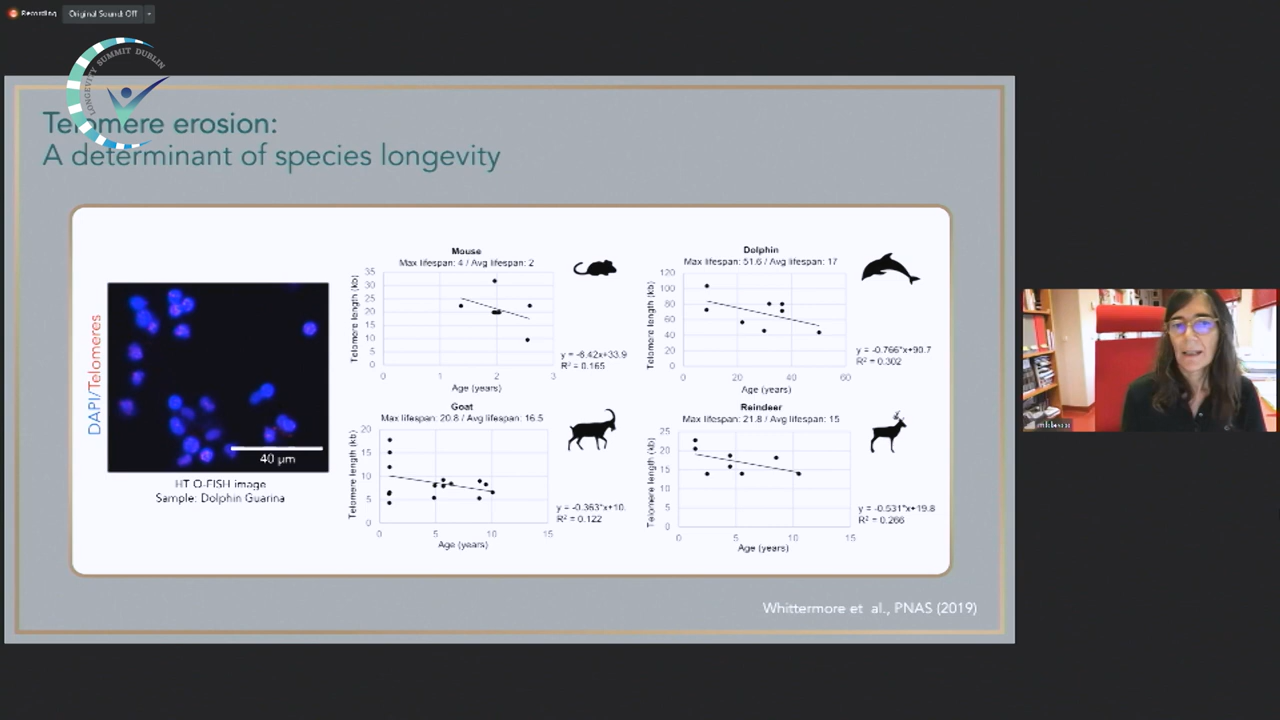 Recording
Original Sound: Off
LONGEVITY SUMMIT DUBLIN
Telomere erosion:
A determinant of species longevity
DAPI/Telomeres
40 µm
HT Q-FISH image
Sample: Dolphin Guarina
Mouse
Max lifespan: 4 / Avg lifespan: 2
Telomere length (kb)
35
30
25
20
15
10
5
0
0
1
2
3
Age (years)
y = -6.42x+33.9
R² = 0.165
Dolphin
Max lifespan: 51.6 / Avg lifespan: 17
Telomere length (kb)
120
100
80
60
40
20
0
0
20
40
60
Age (years)
y = -0.766*x+90.7
R² = 0.302
Goat
Max lifespan: 20.8 / Avg lifespan: 16.5
Telomere length (kb)
20
15
10
5
0
0
5
10
15
Age (years)
y = -0.363*x+10.
R² = 0.122
Reindeer
Max lifespan: 21.8 / Avg lifespan: 15
Telomere length (kb)
25
20
15
10
5
0
0
5
10
15
Age (years)
y = -0.531*x+19.8
R² = 0.266
Whittermore et al., PNAS (2019)